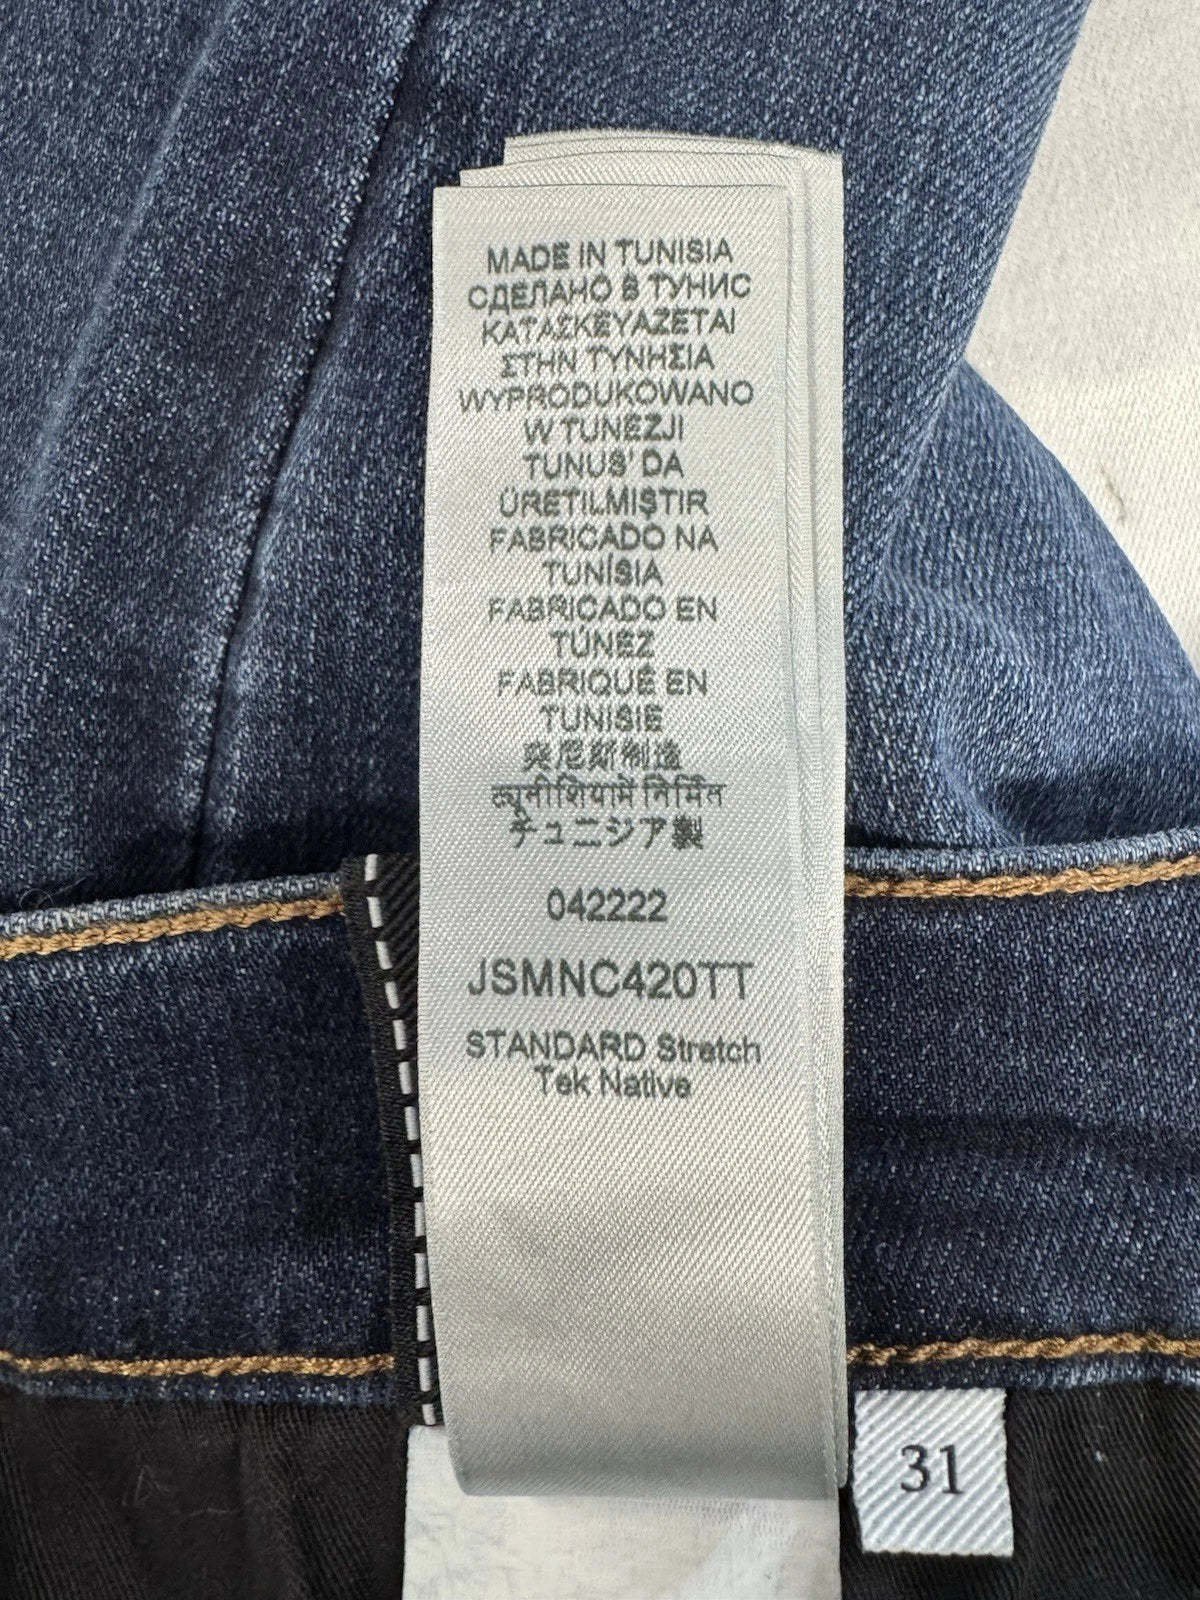 MADE IN TUNISIA
СДЕЛАНО В ТУНИС
ΚΑΤΑΣΚΕΥΑΖΕΤΑΙ
ΣΤΗΝ ΤΥΝΗΣΙΑ
WYPRODUKOWANO
W TUNEZJI
TUNUS' DA
ÜRETILMIŞTIR
FABRICADO NA
TUNÍSIA
FABRICADO EN
TÚNEZ
FABRIQUÉ EN
TUNISIE
突尼斯制造
ट्यूनीशियामें निर्मित
チュニジア製
042222
JSMNC420TT
STANDARD Stretch
Tek Native
31